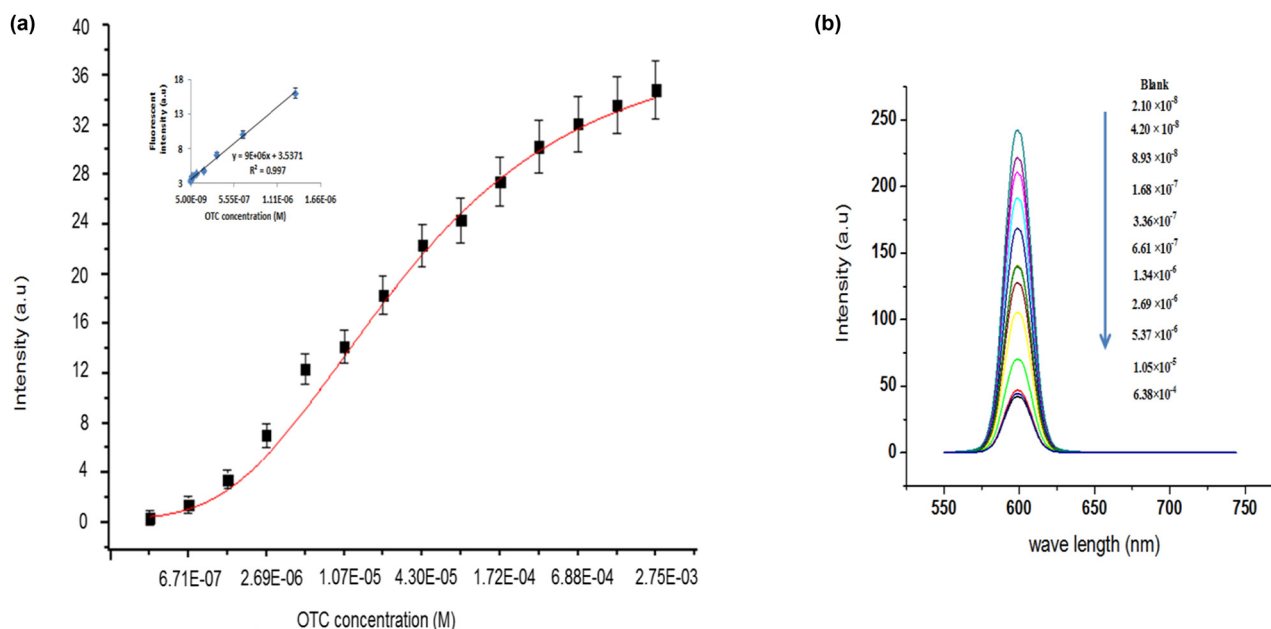 (a)
40
36
32
28
24
20
16
12
8
4
0
Intensity (a.u)
6.71E-07 2.69E-06 1.07E-05 4.30E-05 1.72E-04 6.88E-04 2.75E-03
OTC concentration (M)
Fluorescent
intensity (a.u)
18
13
8
3
y = 9E+06x + 3.5371
R² = 0.997
5.00E-09 5.55E-07 1.11E-06 1.66E-06
OTC concentration (M)
(b)
250
200
150
100
50
0
Intensity (a.u)
550 600 650 700 750
wave length (nm)
Blank
2.10 ×10⁻⁸
4.20 ×10⁻⁸
8.93 ×10⁻⁸
1.68 ×10⁻⁷
3.36×10⁻⁷
6.61 ×10⁻⁷
1.34 ×10⁻⁶
2.69 ×10⁻⁶
5.37 ×10⁻⁶
1.05×10⁻⁵
6.38×10⁻⁴